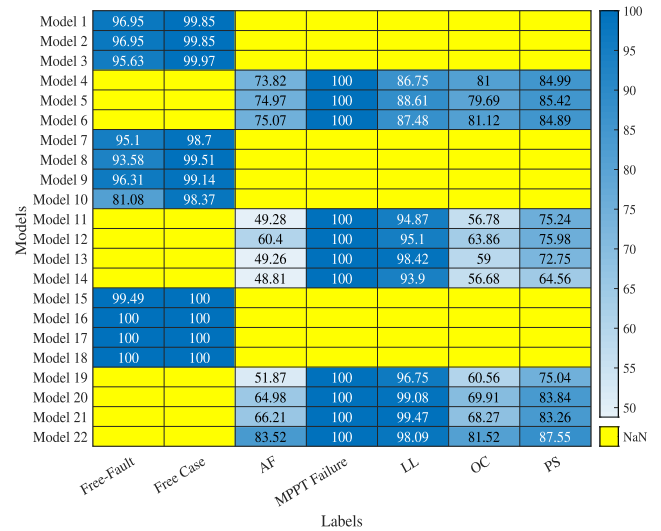 Model 1 96.95 99.85
Model 2 96.95 99.85
Model 3 95.63 99.97
Model 4 73.82 100 86.75 81 84.99
Model 5 74.97 100 88.61 79.69 85.42
Model 6 75.07 100 87.48 81.12 84.89
Model 7 95.1 98.7
Model 8 93.58 99.51
Model 9 96.31 99.14
Model 10 81.08 98.37
Model 11 49.28 100 94.87 56.78 75.24
Model 12 60.4 100 95.1 63.86 75.98
Model 13 49.26 100 98.42 59 72.75
Model 14 48.81 100 93.9 56.68 64.56
Model 15 99.49 100
Model 16 100 100
Model 17 100 100
Model 18 100 100
Model 19 51.87 100 96.75 60.56 75.04
Model 20 64.98 100 99.08 69.91 83.84
Model 21 66.21 100 99.47 68.27 83.26
Model 22 83.52 100 98.09 81.52 87.55
Free-Fault Free Case AF MPPT Failure LL OC PS
Labels
Models
100
95
90
85
80
75
70
65
60
55
50
NaN